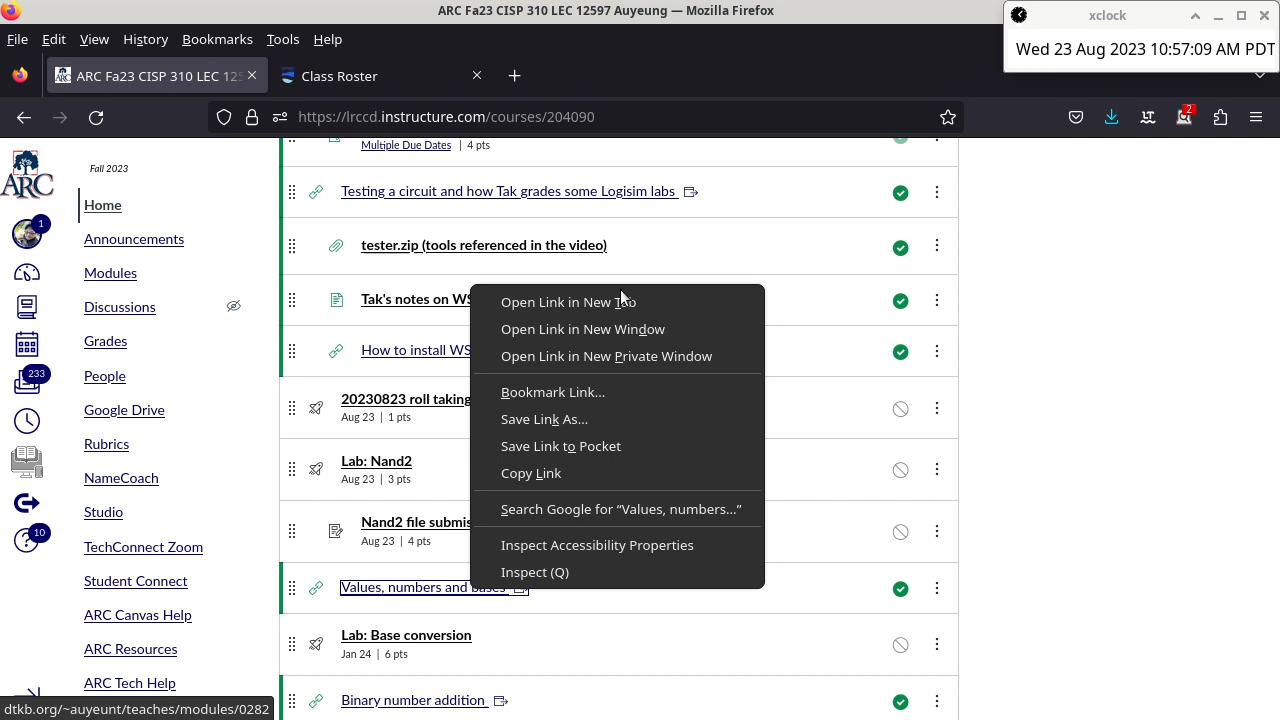 ARC Fa23 CISP 310 LEC 12597 Auyeung — Mozilla Firefox
xclock
Wed 23 Aug 2023 10:57:09 AM PDT
File Edit View History Bookmarks Tools Help
ARC Fa23 CISP 310 LEC 125
Class Roster
https://lrccd.instructure.com/courses/204090
2
ARC
Fall 2023
Home
Announcements
Modules
Discussions
Grades
People
Google Drive
Rubrics
NameCoach
Studio
TechConnect Zoom
Student Connect
ARC Canvas Help
ARC Resources
ARC Tech Help
1
233
10
Multiple Due Dates | 4 pts
Testing a circuit and how Tak grades some Logisim labs
tester.zip (tools referenced in the video)
Tak's notes on WS
How to install WS
20230823 roll taking
Aug 23 | 1 pts
Lab: Nand2
Aug 23 | 3 pts
Nand2 file submis
Aug 23 | 4 pts
Values, numbers and bases
Lab: Base conversion
Jan 24 | 6 pts
Binary number addition
Open Link in New Tab
Open Link in New Window
Open Link in New Private Window
Bookmark Link...
Save Link As...
Save Link to Pocket
Copy Link
Search Google for “Values, numbers...”
Inspect Accessibility Properties
Inspect (Q)
dtkb.org/~auyeunt/teaches/modules/0282